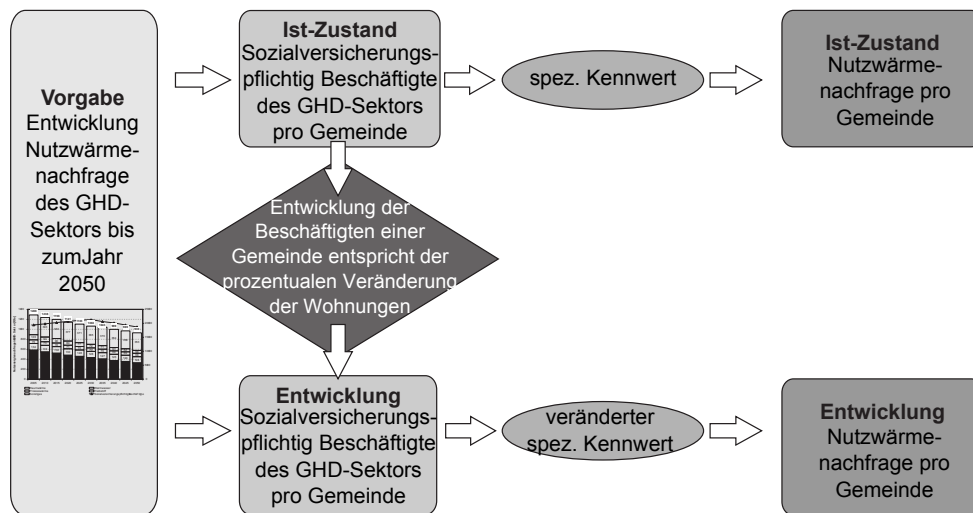 Vorgabe
Entwicklung
Nutzwärme-
nachfrage
des GHD-
Sektors bis
zumJahr
2050
Ist-Zustand
Sozialversicherungs-
pflichtig Beschäftigte
des GHD-Sektors
pro Gemeinde
spez. Kennwert
Ist-Zustand
Nutzwärme-
nachfrage pro
Gemeinde
Entwicklung der
Beschäftigten einer
Gemeinde entspricht der
prozentualen Veränderung
der Wohnungen
Entwicklung
Sozialversicherungs-
pflichtig Beschäftigte
des GHD-Sektors
pro Gemeinde
veränderter
spez. Kennwert
Entwicklung
Nutzwärme-
nachfrage pro
Gemeinde